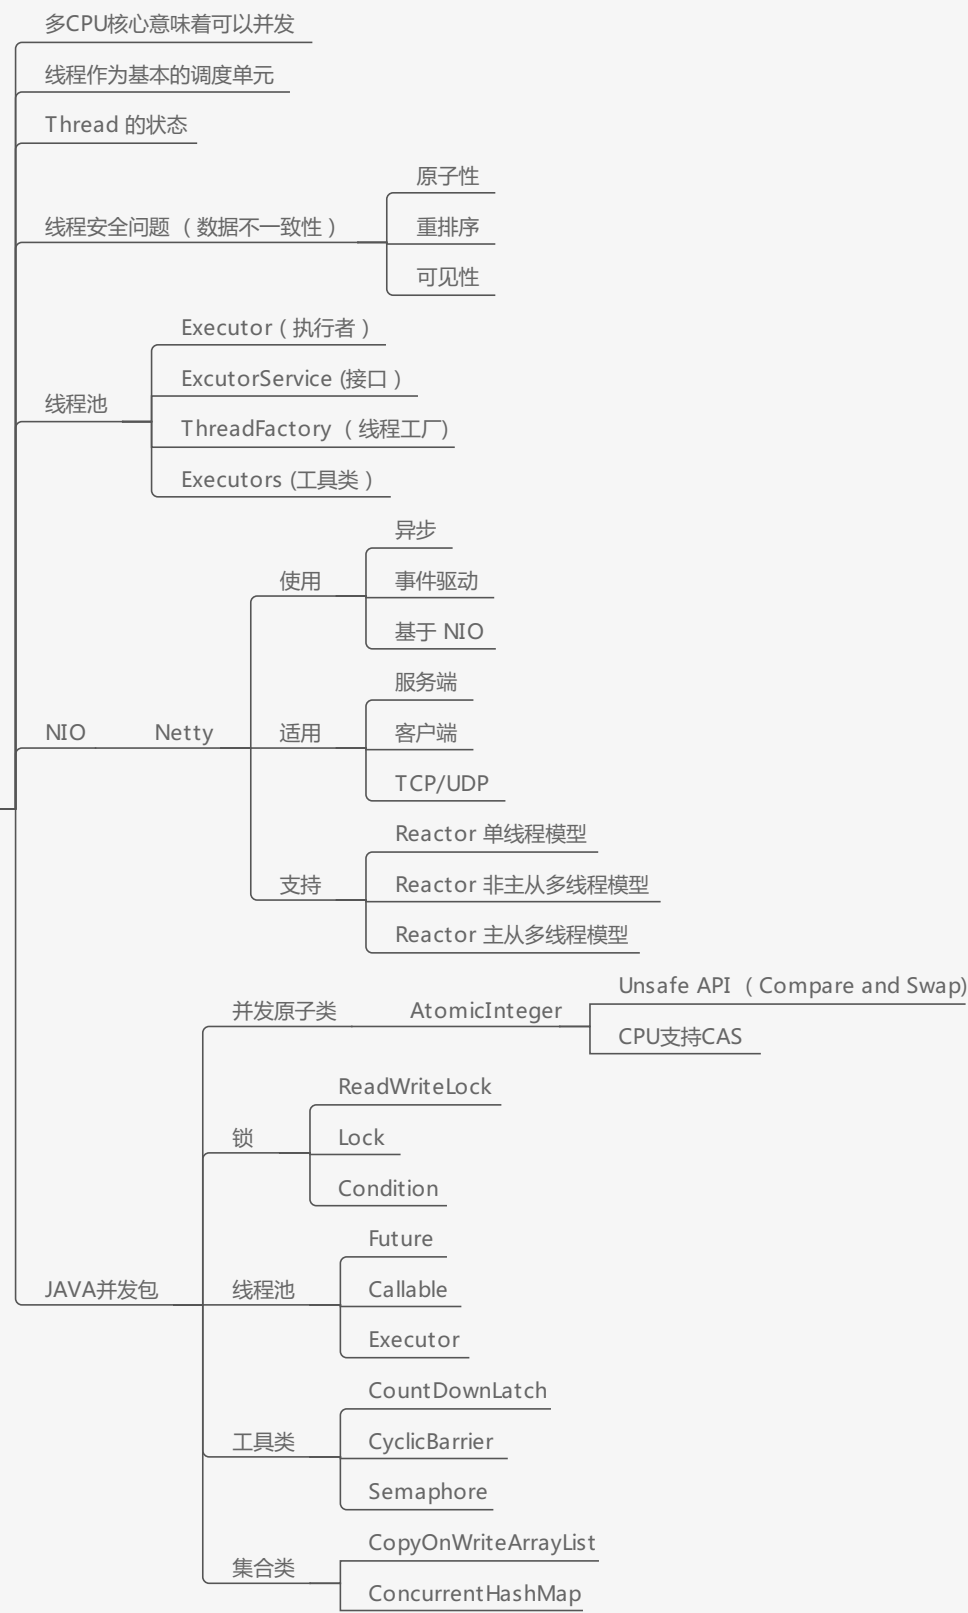 多CPU核心意味着可以并发
线程作为基本的调度单元
Thread 的状态
线程安全问题（数据不一致性）
原子性
重排序
可见性
线程池
Executor（执行者）
ExcutorService (接口）
ThreadFactory （线程工厂)
Executors (工具类）
NIO
Netty
使用
异步
事件驱动
基于 NIO
适用
服务端
客户端
TCP/UDP
支持
Reactor 单线程模型
Reactor 非主从多线程模型
Reactor 主从多线程模型
JAVA并发包
并发原子类
AtomicInteger
Unsafe API （Compare and Swap)
CPU支持CAS
锁
ReadWriteLock
Lock
Condition
线程池
Future
Callable
Executor
工具类
CountDownLatch
CyclicBarrier
Semaphore
集合类
CopyOnWriteArrayList
ConcurrentHashMap